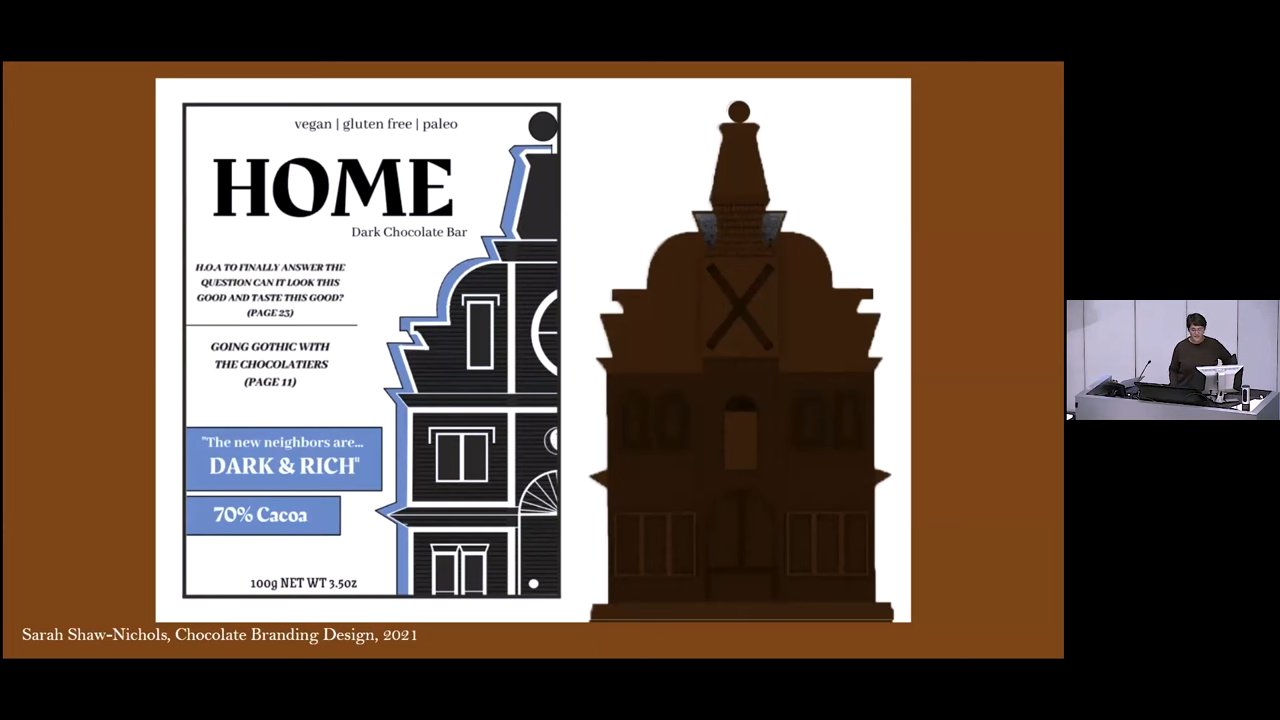 vegan | gluten free | paleo
HOME
Dark Chocolate Bar
H.O.A TO FINALLY ANSWER THE
QUESTION CAN IT LOOK THIS
GOOD AND TASTE THIS GOOD?
(PAGE 23)
GOING GOTHIC WITH
THE CHOCOLATIERS
(PAGE 11)
"The new neighbors are...
DARK & RICH"
70% Cacoa
100g NET WT 3.5oz
Sarah Shaw-Nichols, Chocolate Branding Design, 2021